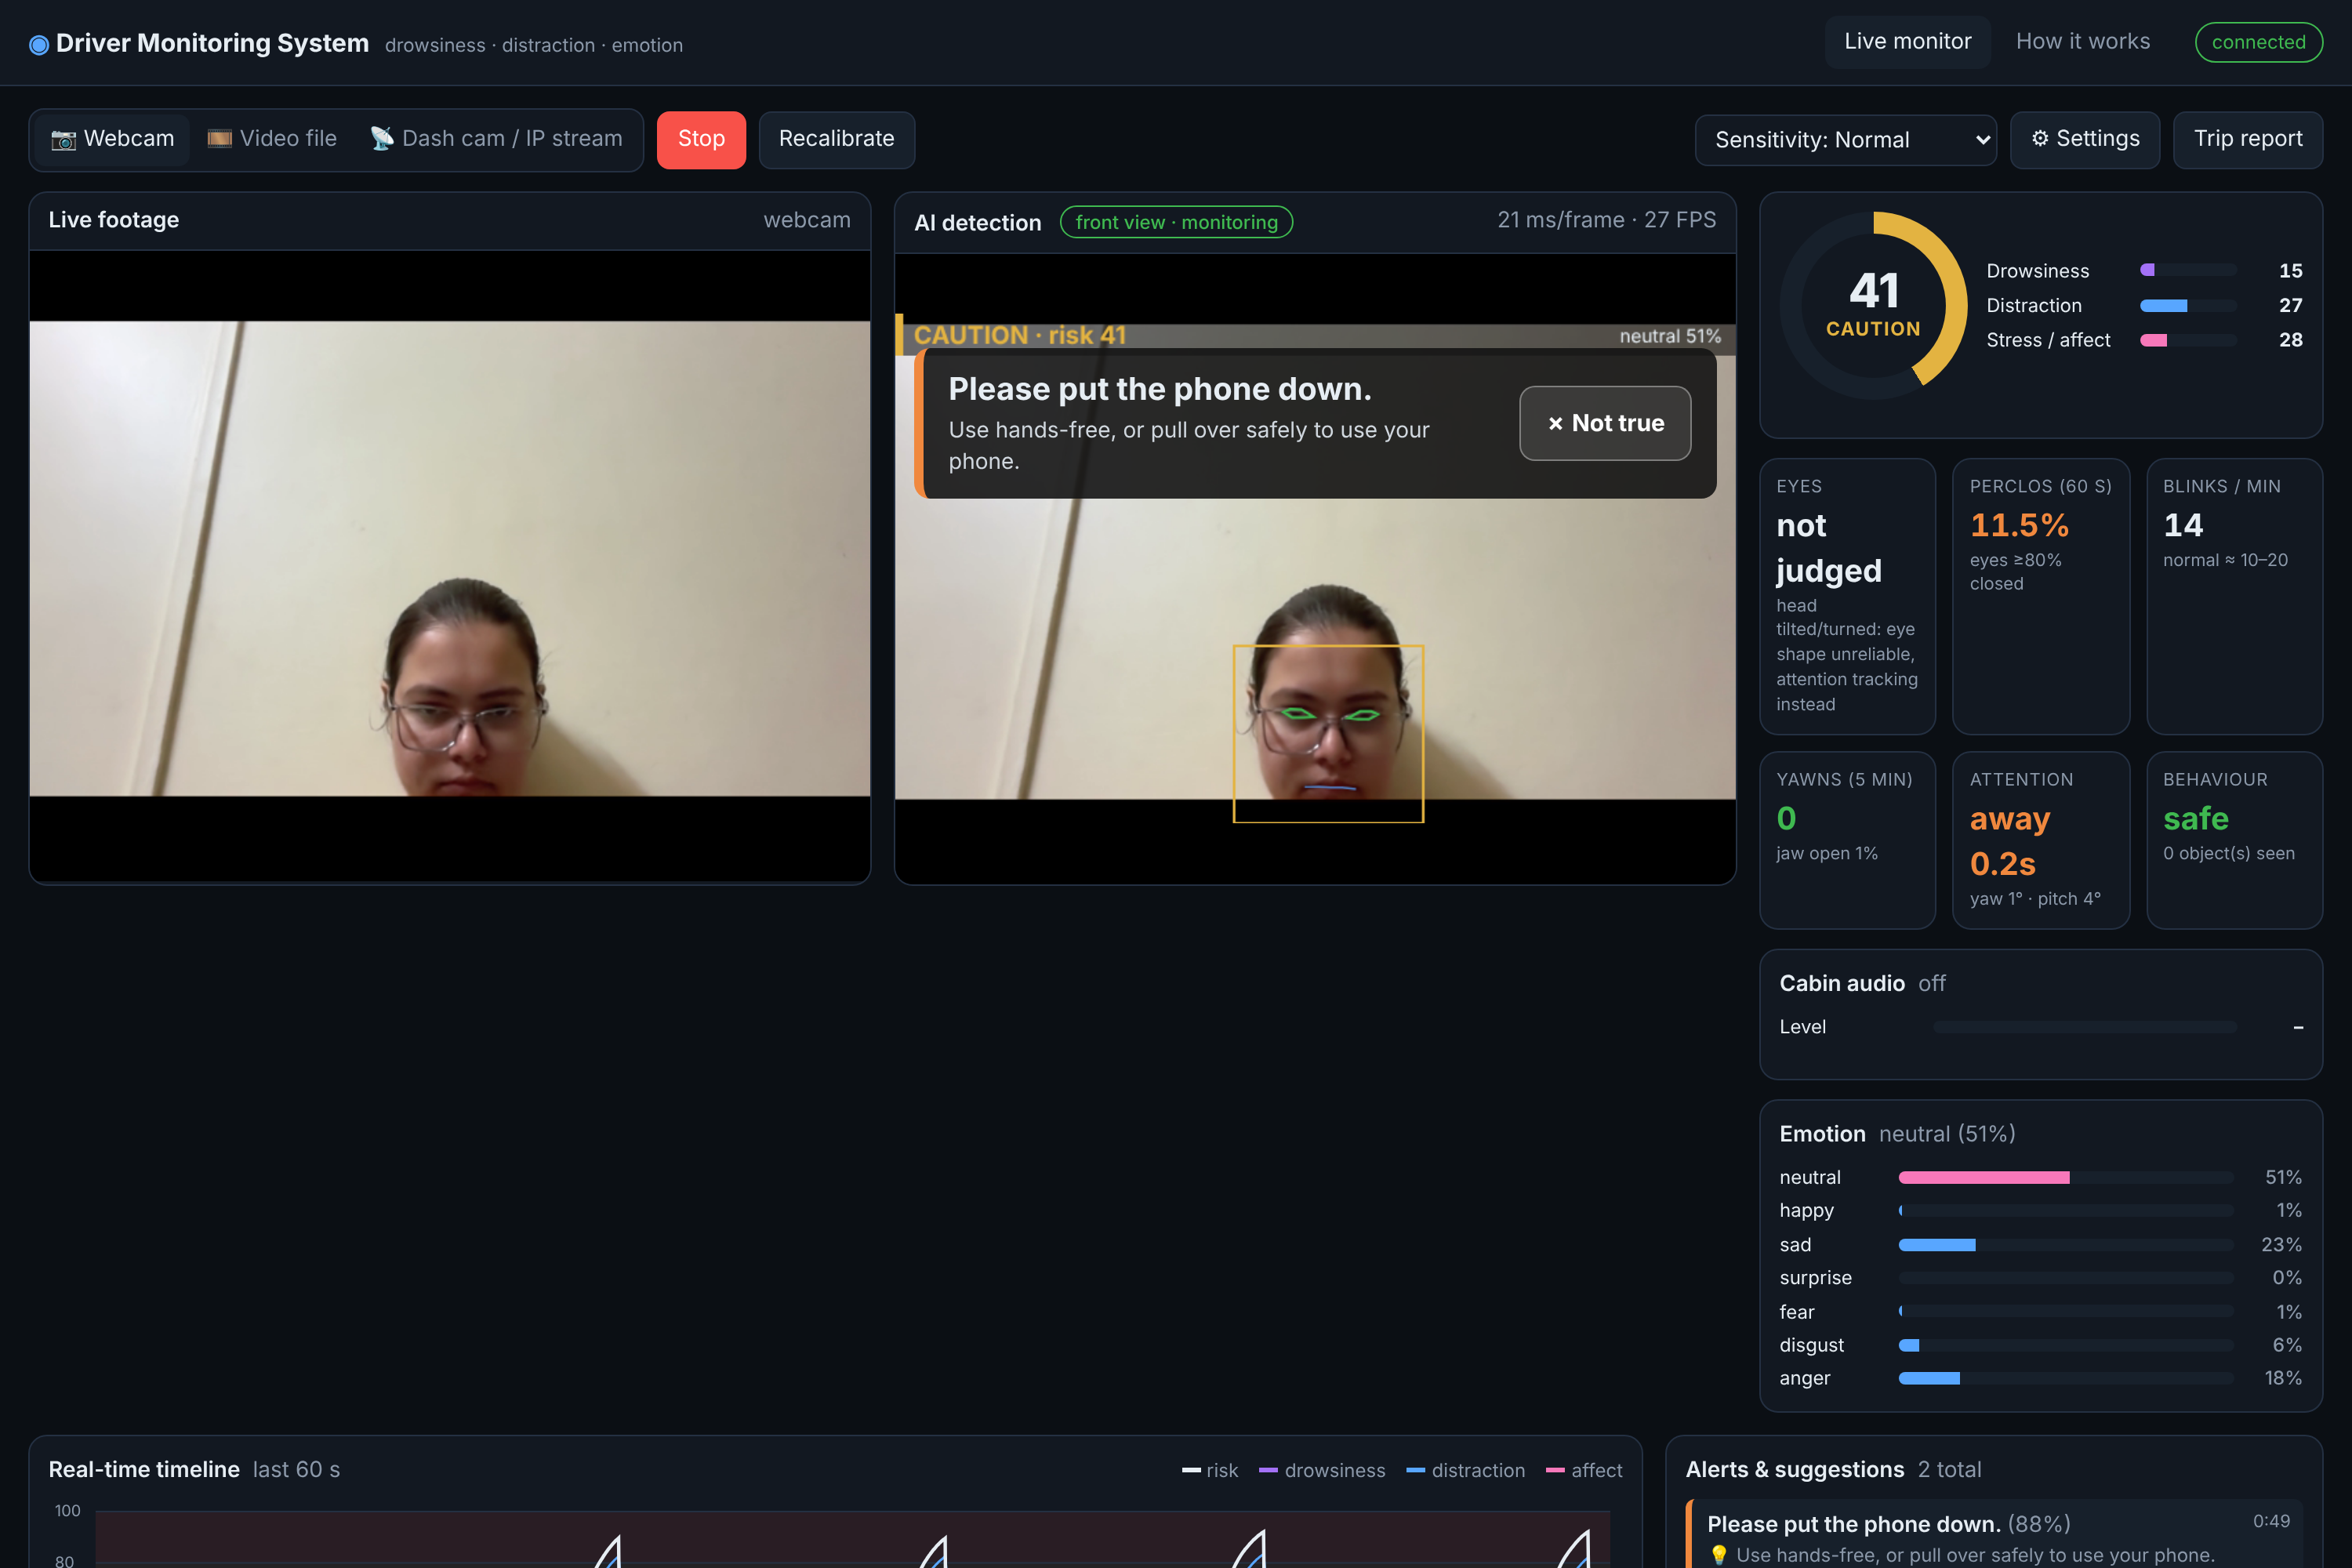 Driver Monitoring System drowsiness · distraction · emotion
Live monitor
How it works
connected
Webcam
Video file
Dash cam / IP stream
Stop
Recalibrate
Sensitivity: Normal
Settings
Trip report
Live footage
webcam
AI detection
front view · monitoring
21 ms/frame · 27 FPS
CAUTION · risk 41
neutral 51%
Please put the phone down.
Use hands-free, or pull over safely to use your
phone.
× Not true
41
CAUTION
Drowsiness 15
Distraction 27
Stress / affect 28
EYES
not
judged
head
tilted/turned: eye
shape unreliable,
attention tracking
instead
PERCLOS (60 S)
11.5%
eyes ≥80%
closed
BLINKS / MIN
14
normal ≈ 10–20
YAWNS (5 MIN)
0
jaw open 1%
ATTENTION
away
0.2s
yaw 1° · pitch 4°
BEHAVIOUR
safe
0 object(s) seen
Cabin audio off
Level –
Emotion neutral (51%)
neutral 51%
happy 1%
sad 23%
surprise 0%
fear 1%
disgust 6%
anger 18%
Real-time timeline last 60 s
risk
drowsiness
distraction
affect
100
80
Alerts & suggestions 2 total
Please put the phone down. (88%) 0:49
Use hands-free, or pull over safely to use your phone.